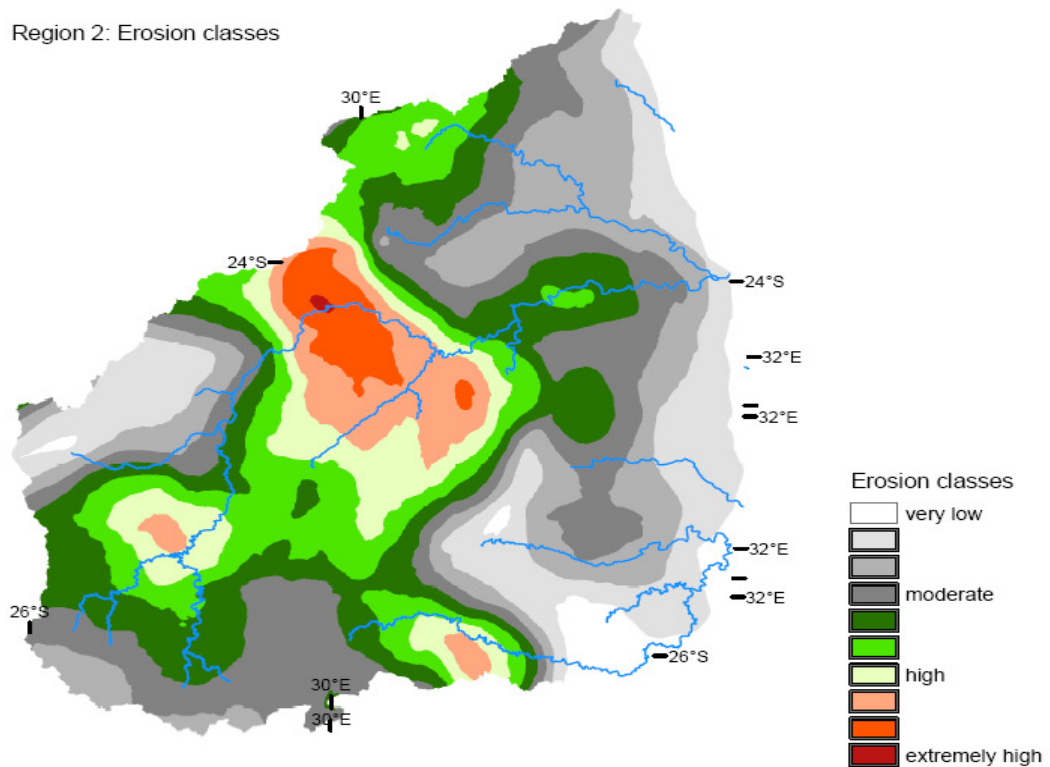 Region 2: Erosion classes
30°E
24°S
24°S
32°E
32°E
Erosion classes
very low
32°E
moderate
32°E
26°S
26°S
high
30°E
30°E
extremely high